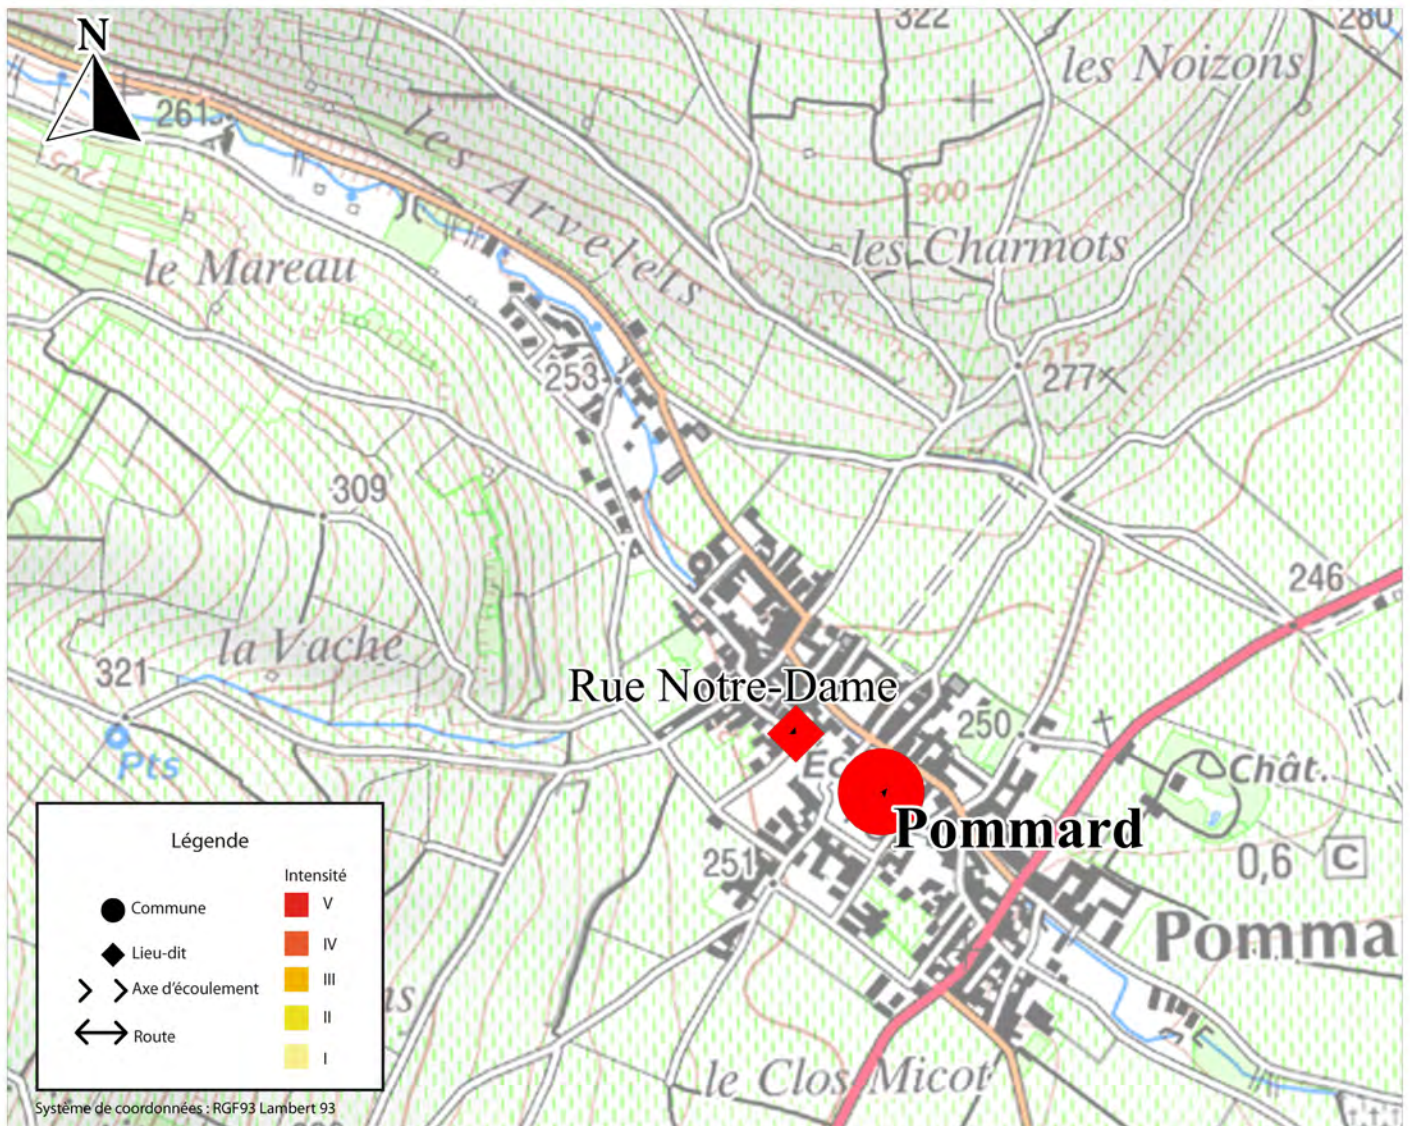 322
280
N
les Noizons
261
les Arvelets
300
les Charmots
le Mareau
275
277
253
309
246
la Vache
Rue Notre-Dame
321
250
Pts
Chât.
Pommard
251
0,6 C
Légende
Intensité
Commune
V
Lieu-dit
IV
Axe d'écoulement
III
Route
II
I
Pomma
ns
le Clos Micot
Système de coordonnées : RGF93 Lambert 93